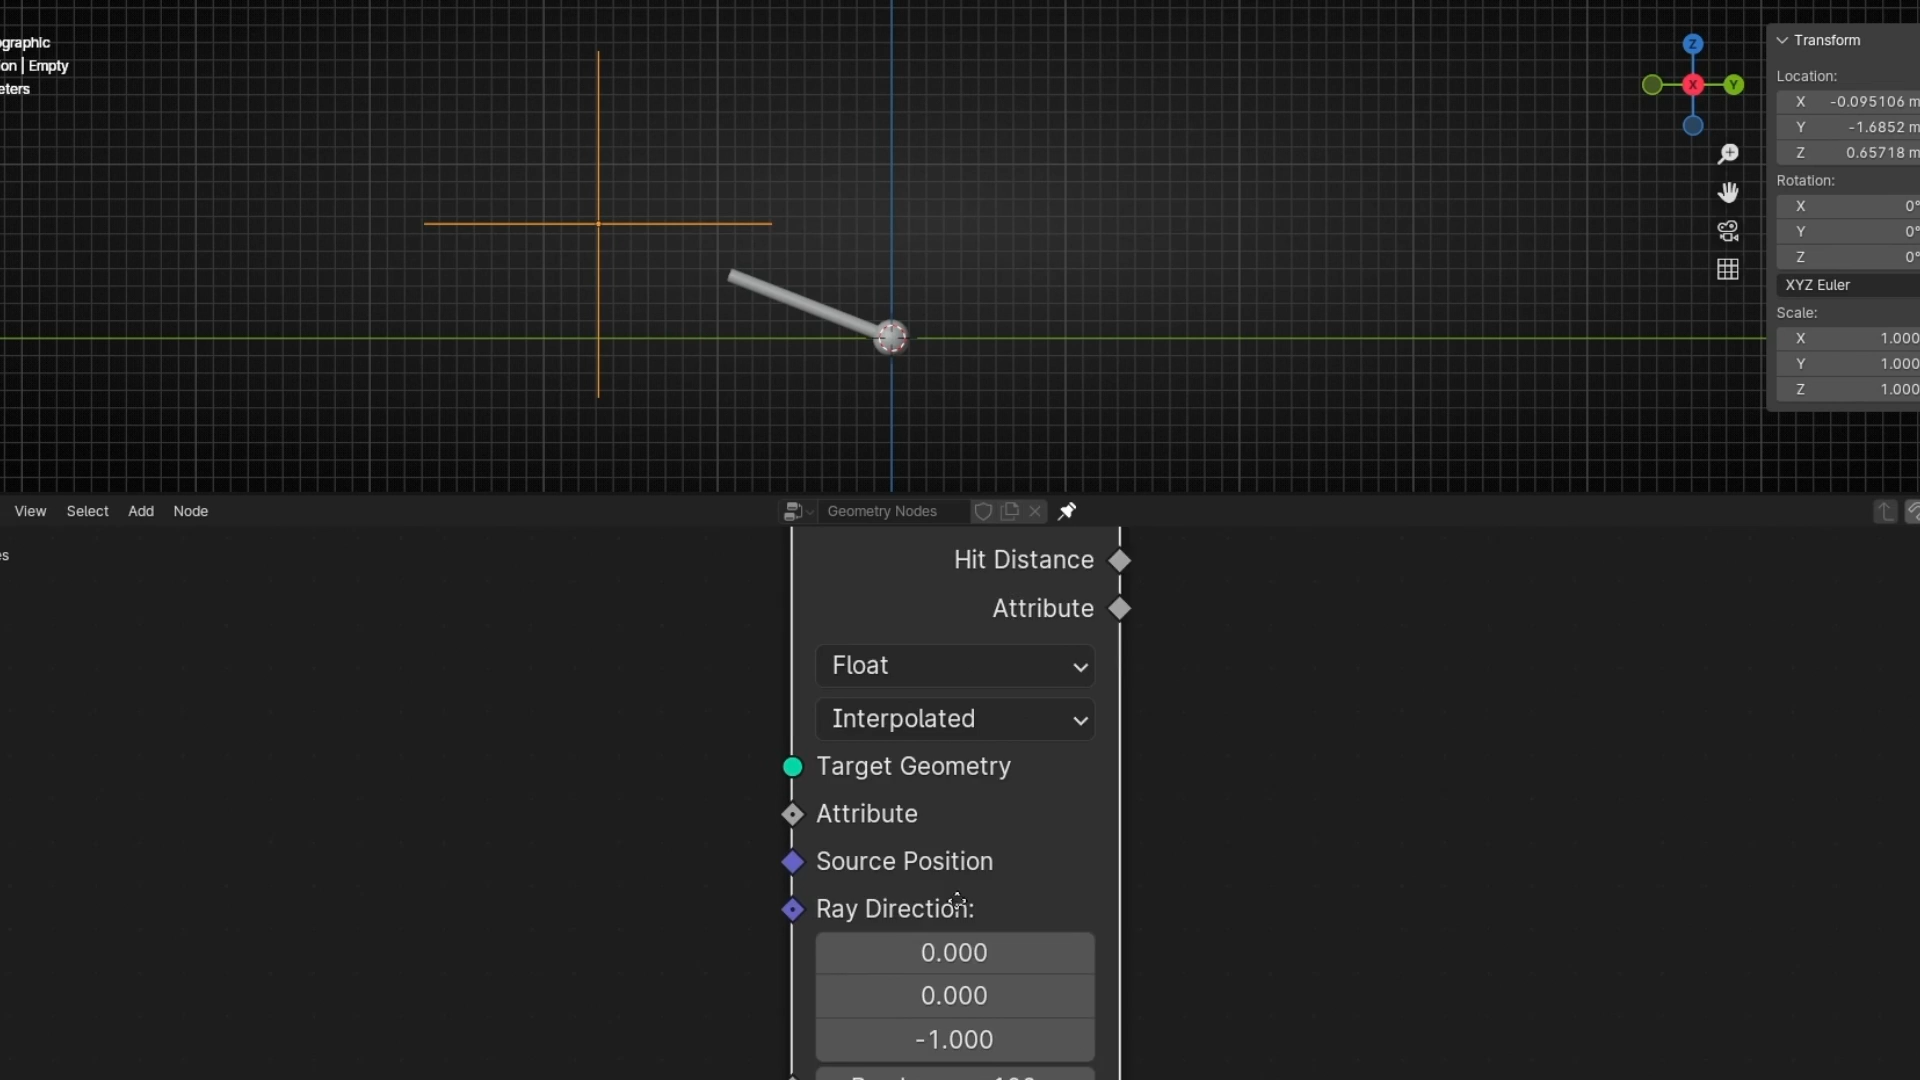 ographic
on | Empty
eters
Z
X
Y
Transform
Location:
X -0.095106 m
Y -1.6852 m
Z 0.65718 m
Rotation:
X 0°
Y 0°
Z 0°
XYZ Euler
Scale:
X 1.000
Y 1.000
Z 1.000
View Select Add Node
Geometry Nodes
es
Hit Distance
Attribute
Float
Interpolated
Target Geometry
Attribute
Source Position
Ray Direction:
0.000
0.000
-1.000